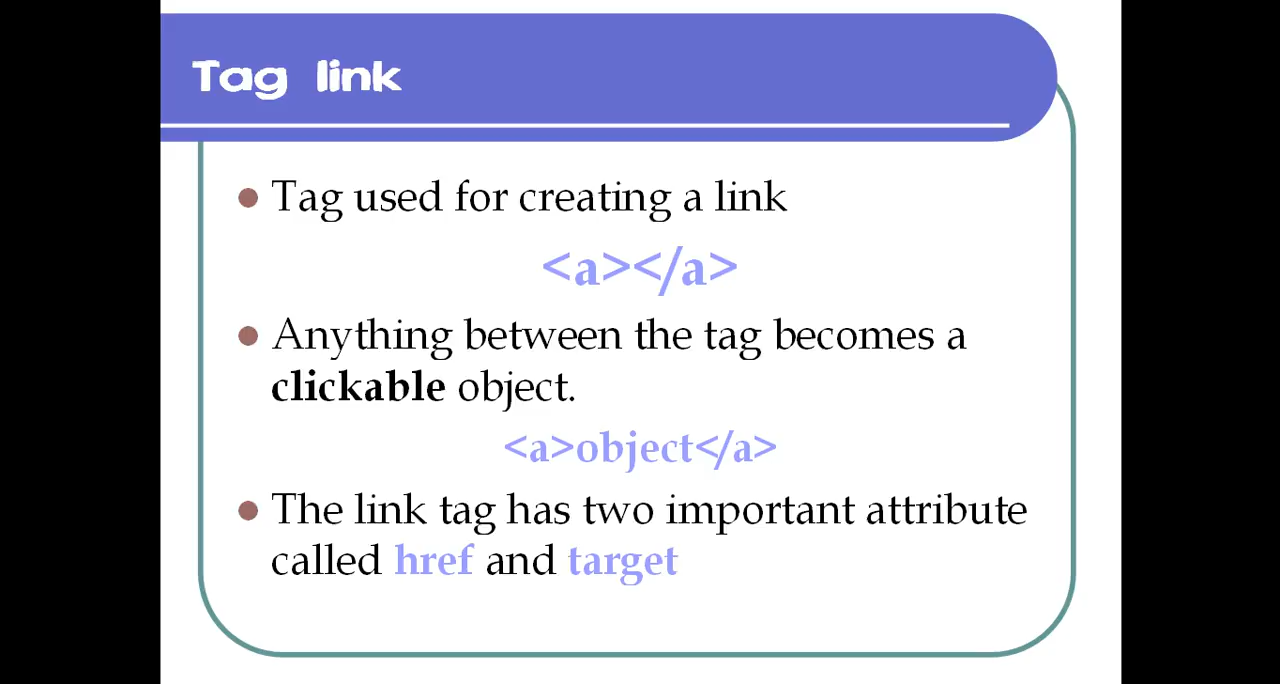 Tag link
Tag used for creating a link
<a></a>
Anything between the tag becomes a
clickable object.
<a>object</a>
The link tag has two important attribute
called href and target